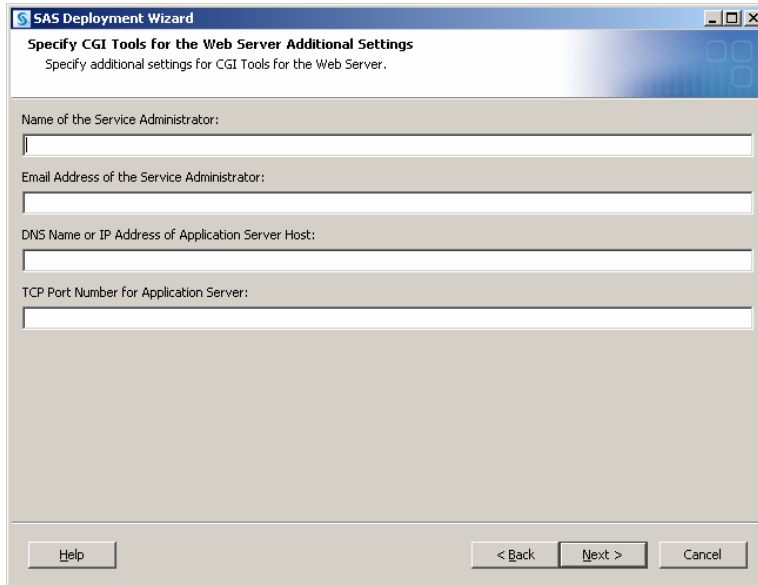 SAS Deployment Wizard
Specify CGI Tools for the Web Server Additional Settings
Specify additional settings for CGI Tools for the Web Server.
Name of the Service Administrator:
Email Address of the Service Administrator:
DNS Name or IP Address of Application Server Host:
TCP Port Number for Application Server:
Help < Back Next > Cancel